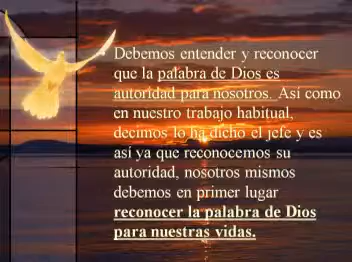 Debemos entender y reconocer
que la palabra de Dios es
autoridad para nosotros. Así como
en nuestro trabajo habitual,
decimos lo ha dicho el jefe y es
así ya que reconocemos su
autoridad, nosotros mismos
debemos en primer lugar
reconocer la palabra de Dios
para nuestras vidas.